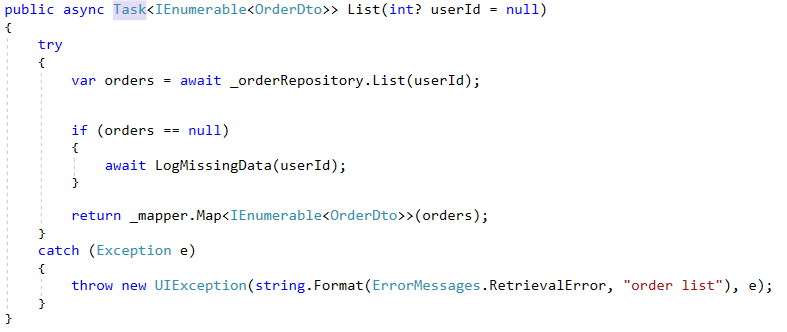 public async Task<IEnumerable<OrderDto>> List(int? userId = null)
{
    try
    {
        var orders = await _orderRepository.List(userId);

        if (orders == null)
        {
            await LogMissingData(userId);
        }

        return _mapper.Map<IEnumerable<OrderDto>>(orders);
    }
    catch (Exception e)
    {
        throw new UIException(string.Format(ErrorMessages.RetrievalError, "order list"), e);
    }
}